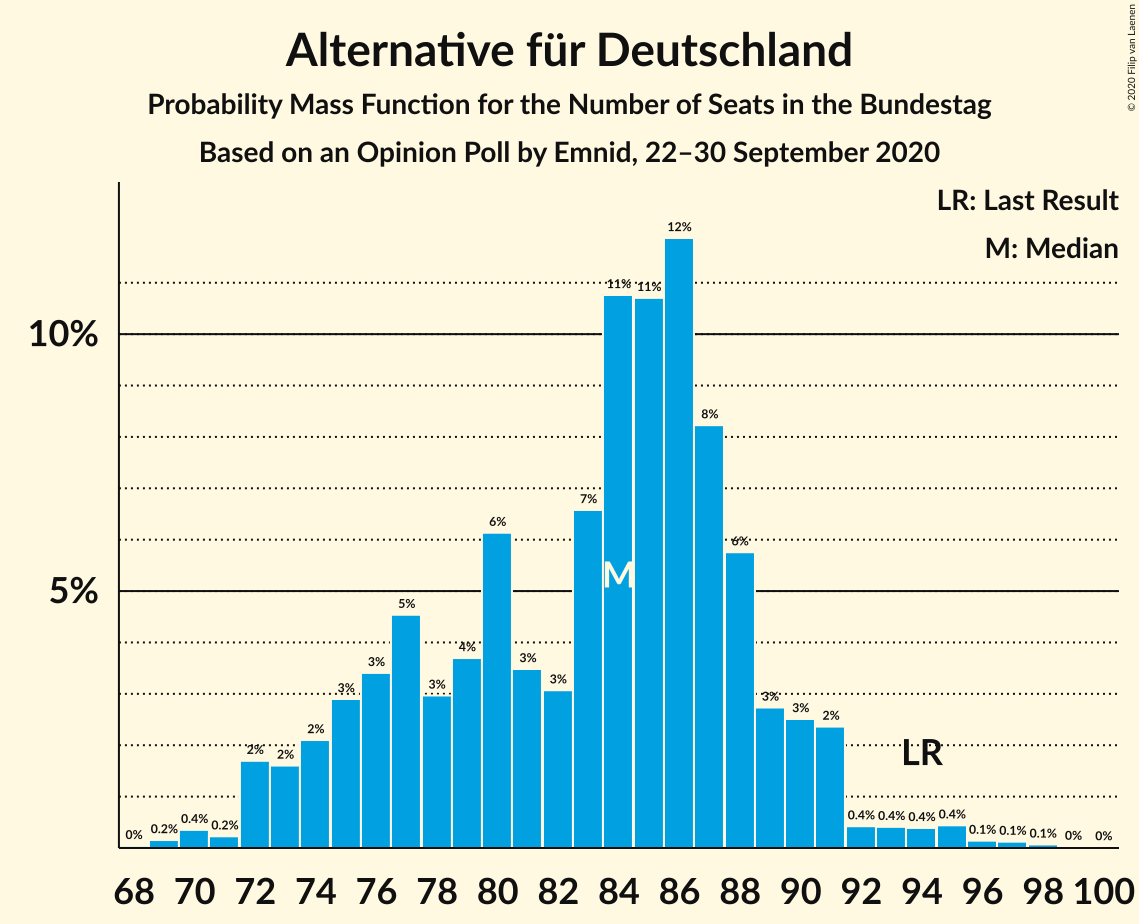 Alternative für Deutschland
Probability Mass Function for the Number of Seats in the Bundestag
Based on an Opinion Poll by Emnid, 22–30 September 2020
© 2020 Filip van Laenen
LR: Last Result
M: Median
10%
5%
0% 0.2% 0.4% 0.2% 2% 2% 2% 3% 3% 5% 3% 4% 6% 3% 3% 7% 11% 11% 12% 8% 6% 3% 3% 2% 0.4% 0.4% 0.4% 0.4% 0.1% 0.1% 0.1% 0% 0%
M
LR
68 70 72 74 76 78 80 82 84 86 88 90 92 94 96 98 100